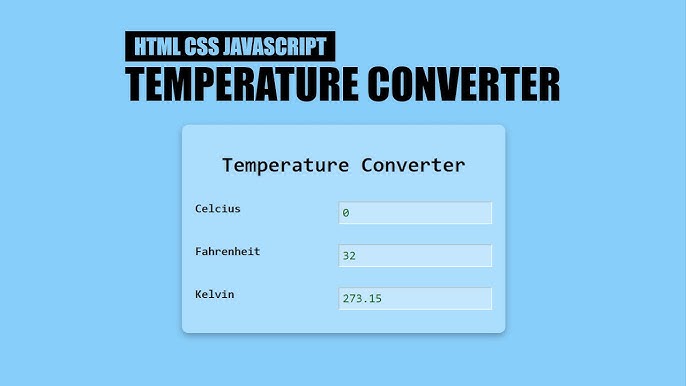 HTML CSS JAVASCRIPT
TEMPERATURE CONVERTER
Temperature Converter
Celcius 0
Fahrenheit 32
Kelvin 273.15